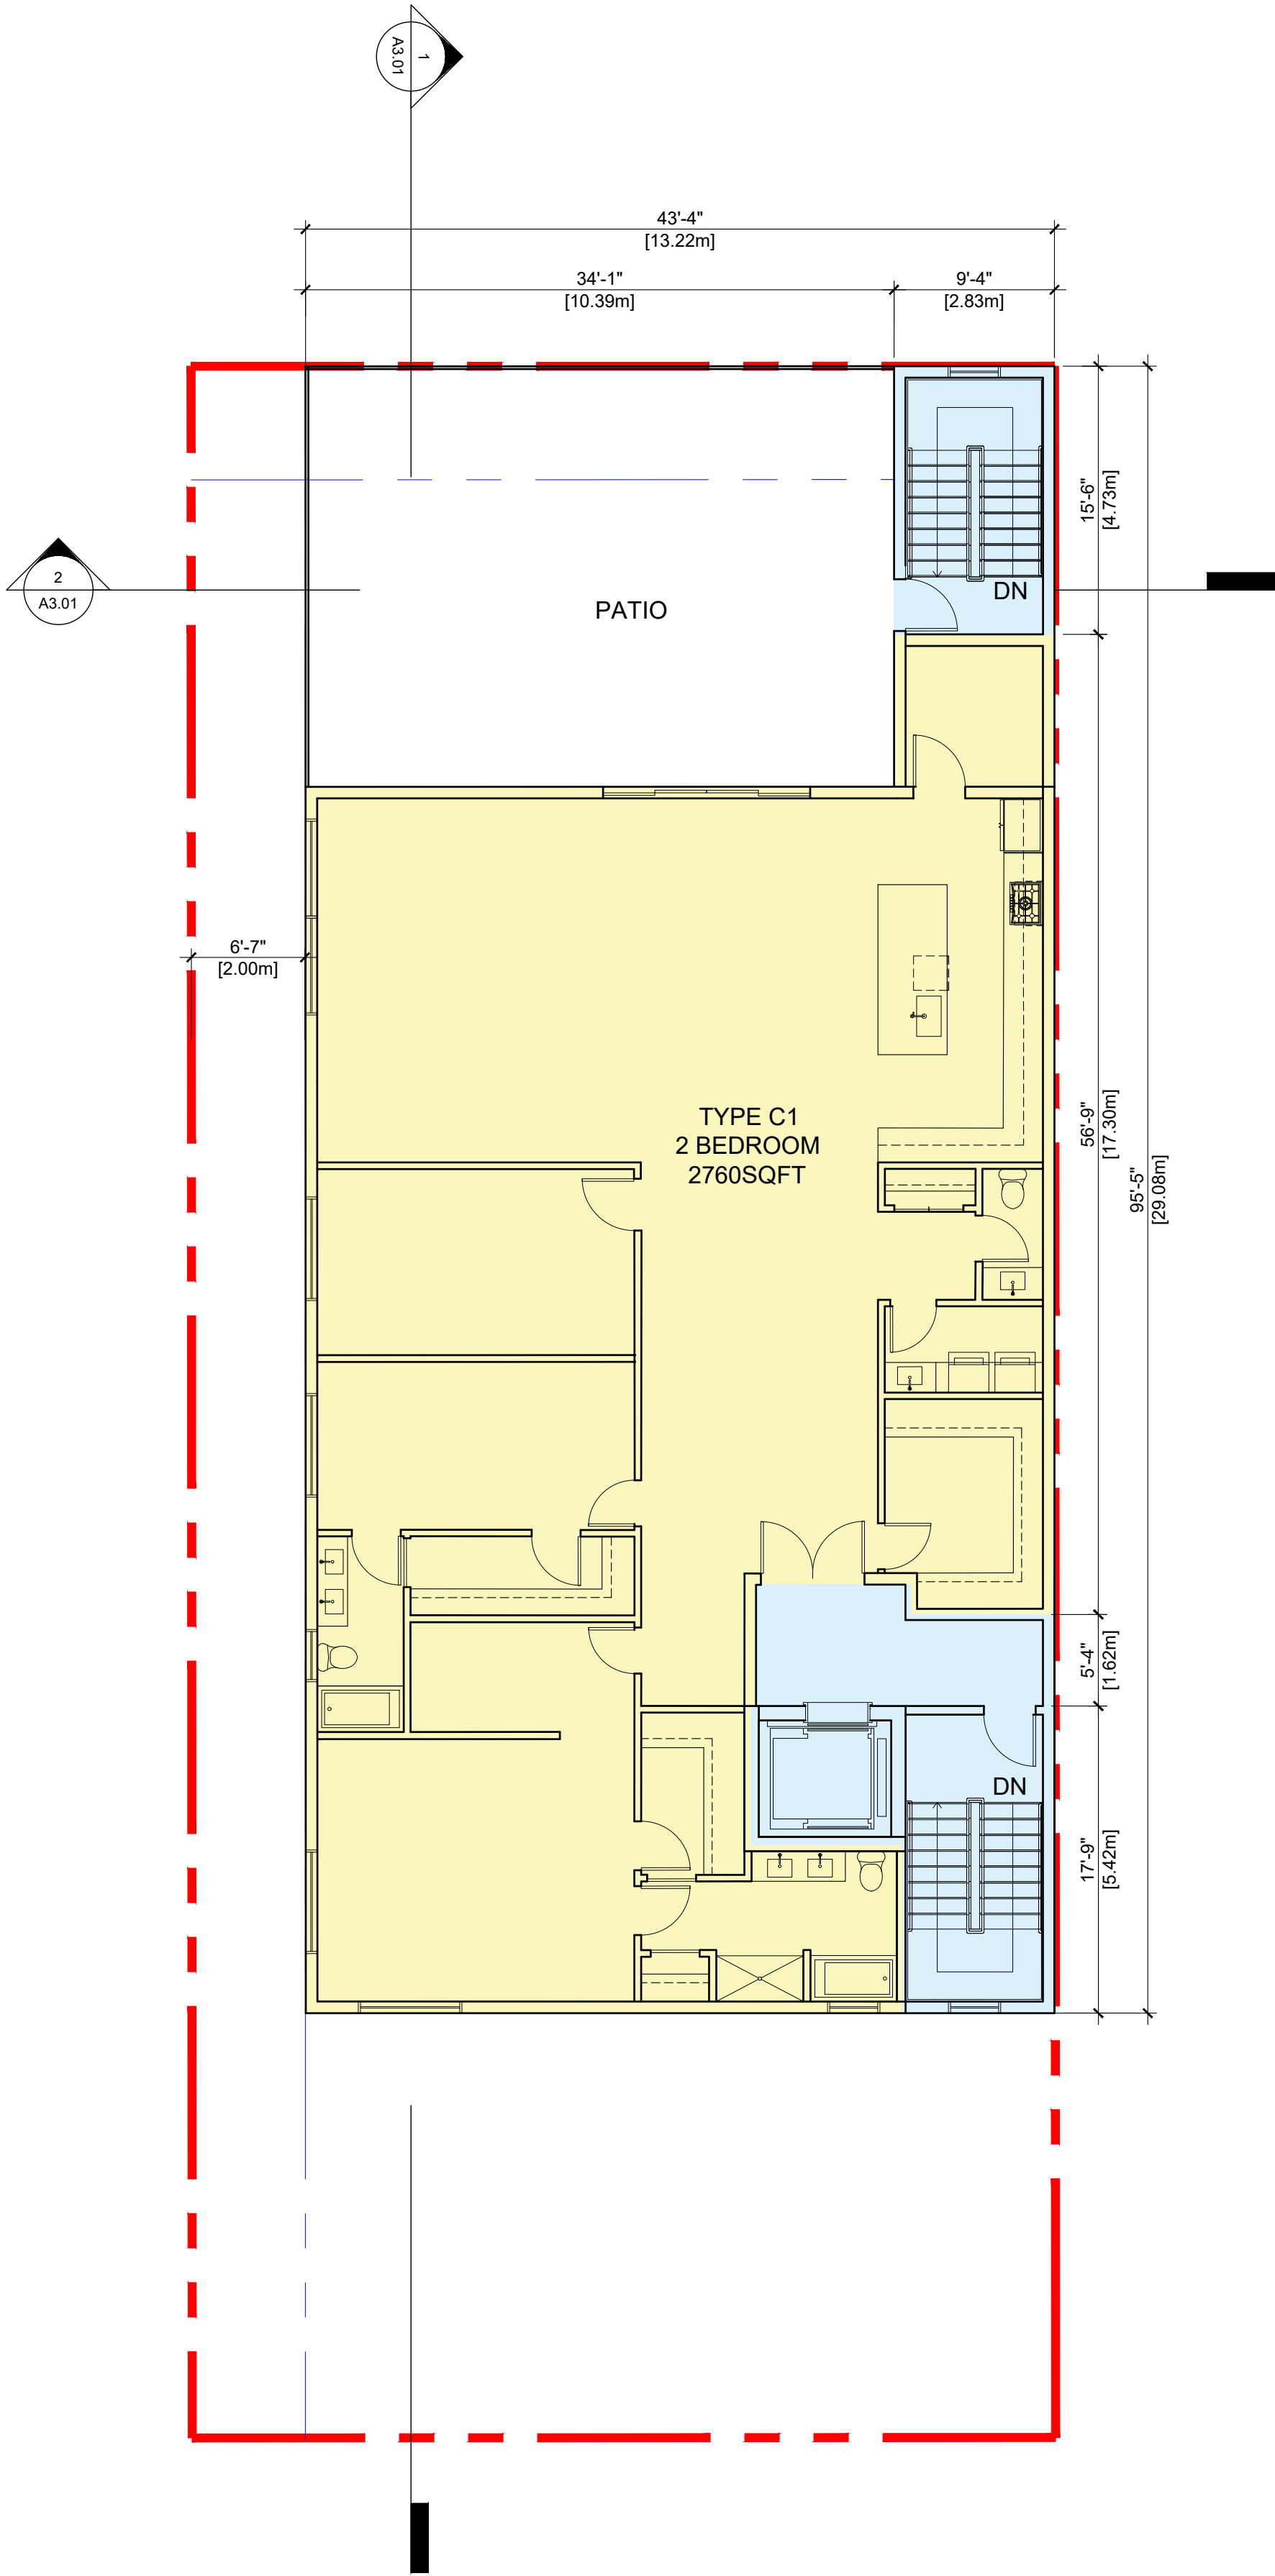 1
A3.01
43'-4"
[13.22m]
34'-1"
[10.39m]
9'-4"
[2.83m]
15'-6"
[4.73m]
2
A3.01
DN
PATIO
6'-7"
[2.00m]
TYPE C1
2 BEDROOM
2760SQFT
56'-9"
[17.30m]
95'-5"
[29.08m]
5'-4"
[1.62m]
DN
17'-9"
[5.42m]